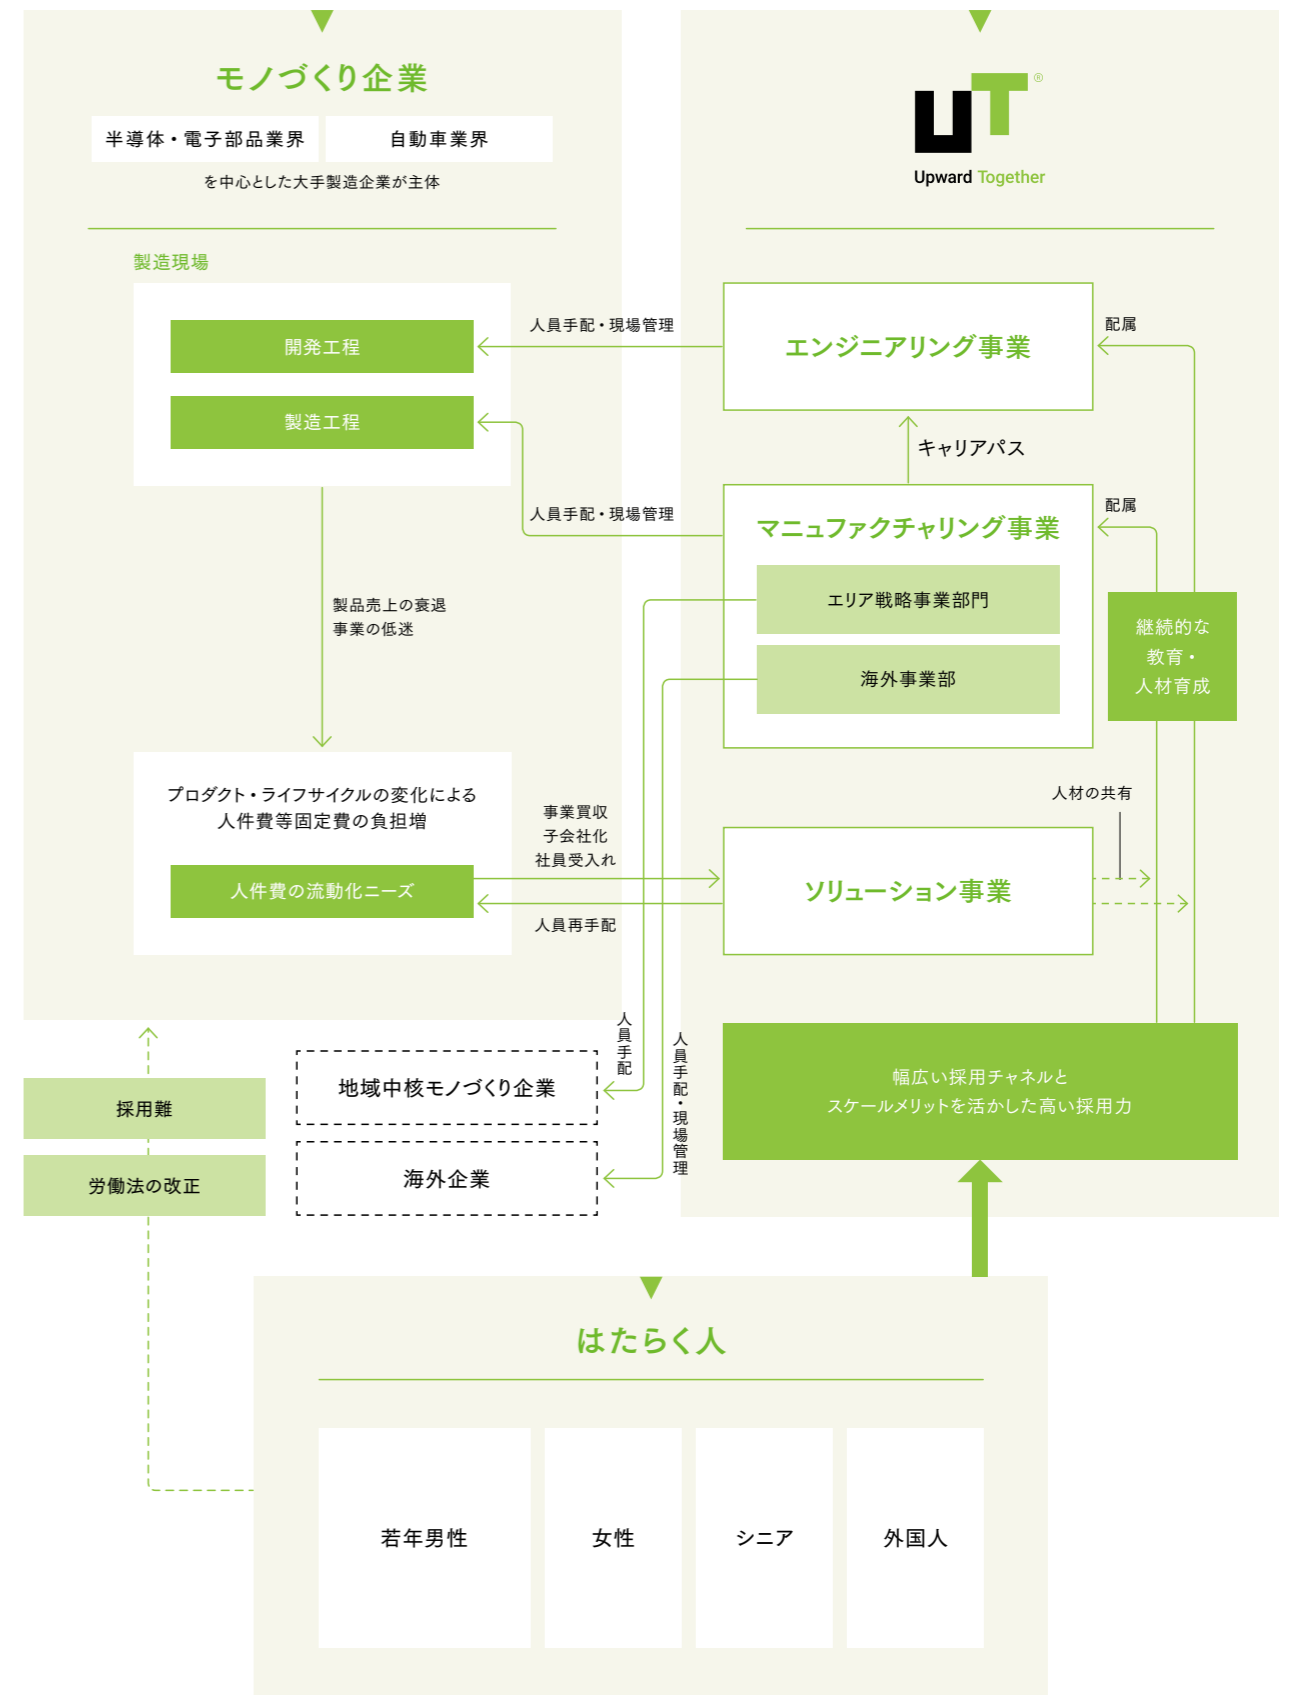 モノづくり企業
半導体・電子部品業界
自動車業界
を中心とした大手製造企業が主体
製造現場
開発工程
製造工程
製品売上の衰退
事業の低迷
プロダクト・ライフサイクルの変化による
人件費等固定費の負担増
人件費の流動化ニーズ
UT®
Upward Together
人員手配・現場管理
エンジニアリング事業
配属
キャリアパス
人員手配・現場管理
マニュファクチャリング事業
配属
エリア戦略事業部門
海外事業部
継続的な
教育・
人材育成
人材の共有
事業買収
子会社化
社員受入れ
ソリューション事業
人員再手配
人員手配
人員手配・現場管理
幅広い採用チャネルと
スケールメリットを活かした高い採用力
地域中核モノづくり企業
海外企業
採用難
労働法の改正
はたらく人
若年男性
女性
シニア
外国人